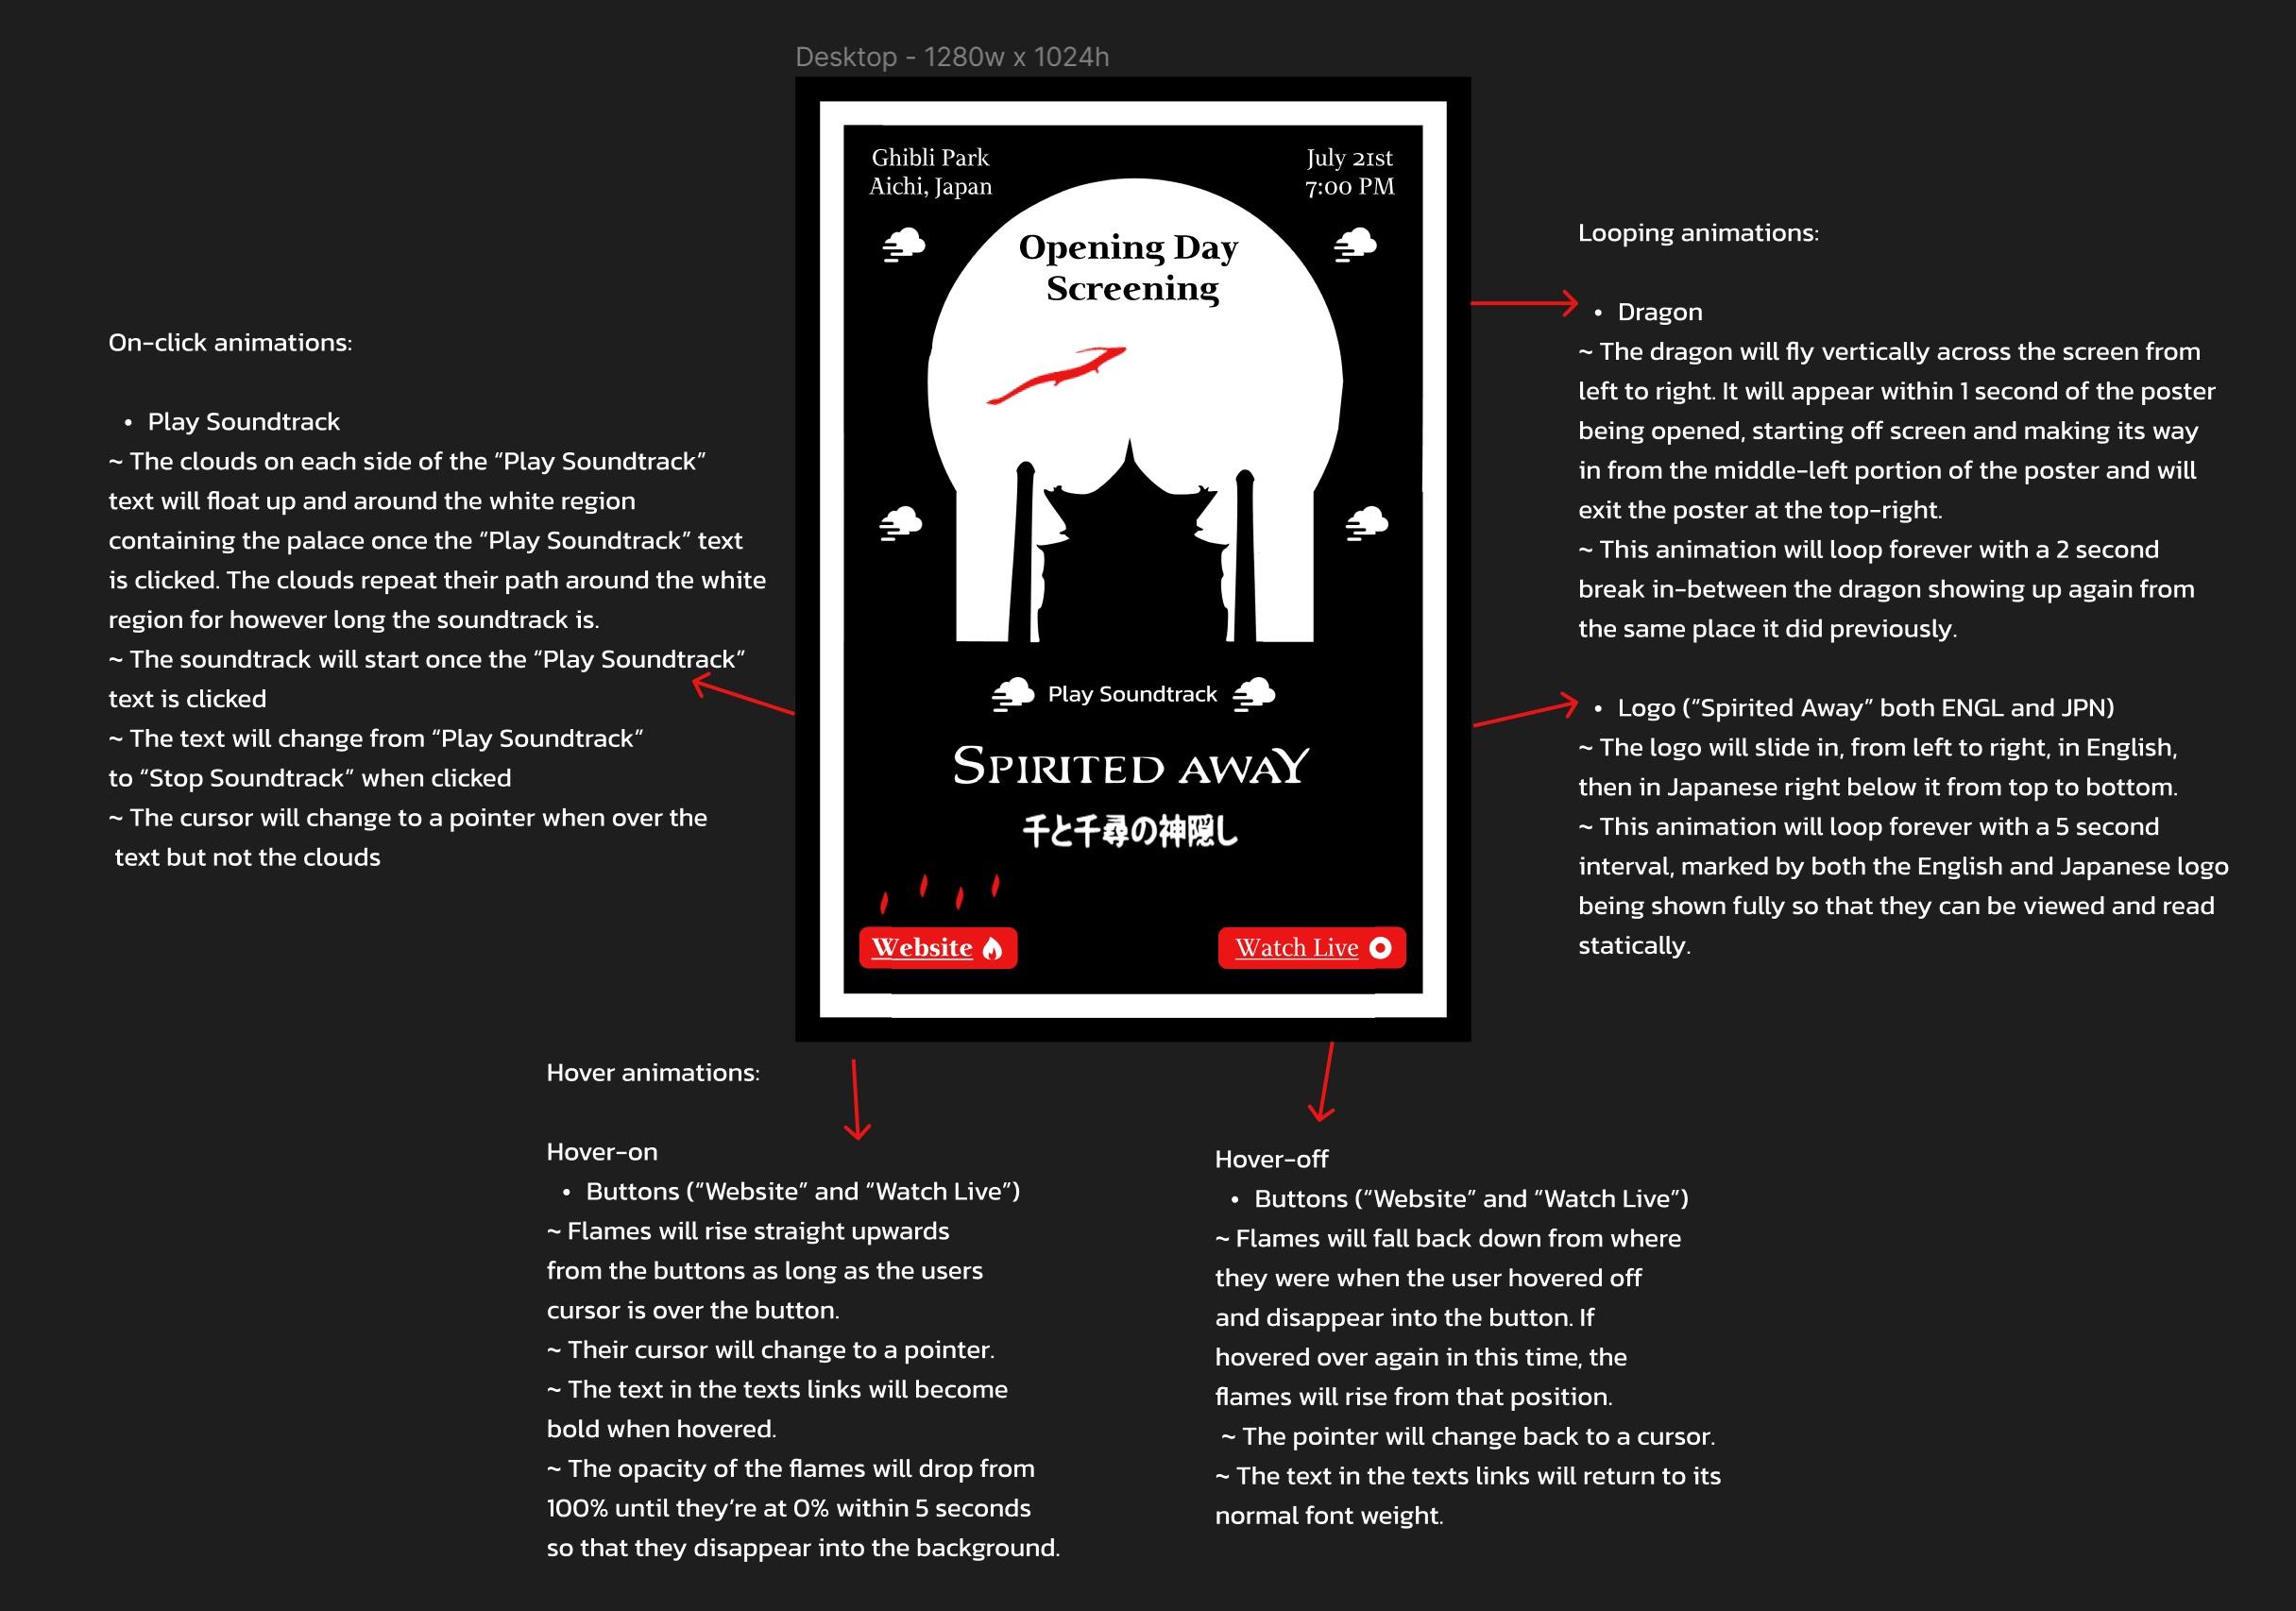 Desktop - 1280w x 1024h
Ghibli Park
Aichi, Japan
July 21st
7:00 PM
Opening Day
Screening
Play Soundtrack
SPIRITED AWAY
千と千尋の神隠し
Website
Watch Live
On-click animations:
• Play Soundtrack
~ The clouds on each side of the “Play Soundtrack”
text will float up and around the white region
containing the palace once the “Play Soundtrack” text
is clicked. The clouds repeat their path around the white
region for however long the soundtrack is.
~ The soundtrack will start once the “Play Soundtrack”
text is clicked
~ The text will change from “Play Soundtrack”
to “Stop Soundtrack” when clicked
~ The cursor will change to a pointer when over the
text but not the clouds
Looping animations:
• Dragon
~ The dragon will fly vertically across the screen from
left to right. It will appear within 1 second of the poster
being opened, starting off screen and making its way
in from the middle-left portion of the poster and will
exit the poster at the top-right.
~ This animation will loop forever with a 2 second
break in-between the dragon showing up again from
the same place it did previously.
• Logo (“Spirited Away” both ENGL and JPN)
~ The logo will slide in, from left to right, in English,
then in Japanese right below it from top to bottom.
~ This animation will loop forever with a 5 second
interval, marked by both the English and Japanese logo
being shown fully so that they can be viewed and read
statically.
Hover animations:
Hover-on
• Buttons (“Website” and “Watch Live”)
~ Flames will rise straight upwards
from the buttons as long as the users
cursor is over the button.
~ Their cursor will change to a pointer.
~ The text in the texts links will become
bold when hovered.
~ The opacity of the flames will drop from
100% until they’re at 0% within 5 seconds
so that they disappear into the background.
Hover-off
• Buttons (“Website” and “Watch Live”)
~ Flames will fall back down from where
they were when the user hovered off
and disappear into the button. If
hovered over again in this time, the
flames will rise from that position.
~ The pointer will change back to a cursor.
~ The text in the texts links will return to its
normal font weight.